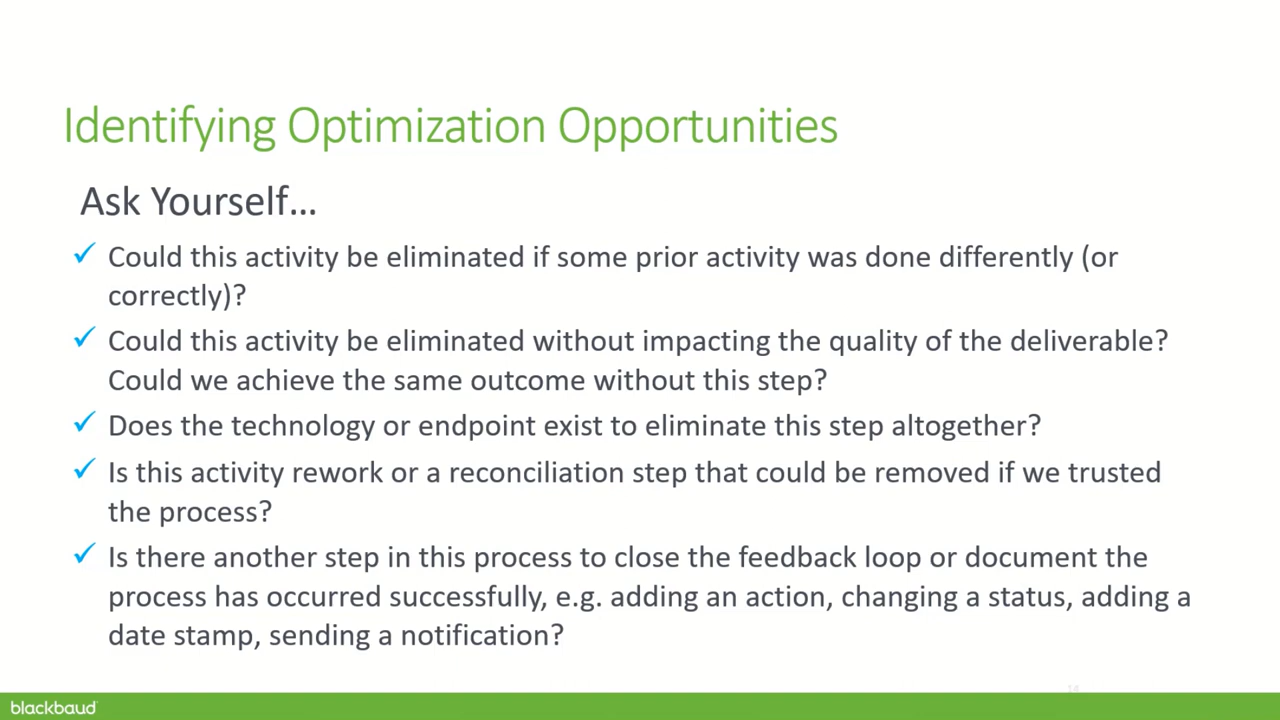 Identifying Optimization Opportunities
Ask Yourself...
Could this activity be eliminated if some prior activity was done differently (or
correctly)?
Could this activity be eliminated without impacting the quality of the deliverable?
Could we achieve the same outcome without this step?
Does the technology or endpoint exist to eliminate this step altogether?
Is this activity rework or a reconciliation step that could be removed if we trusted
the process?
Is there another step in this process to close the feedback loop or document the
process has occurred successfully, e.g. adding an action, changing a status, adding a
date stamp, sending a notification?
14
blackbaud